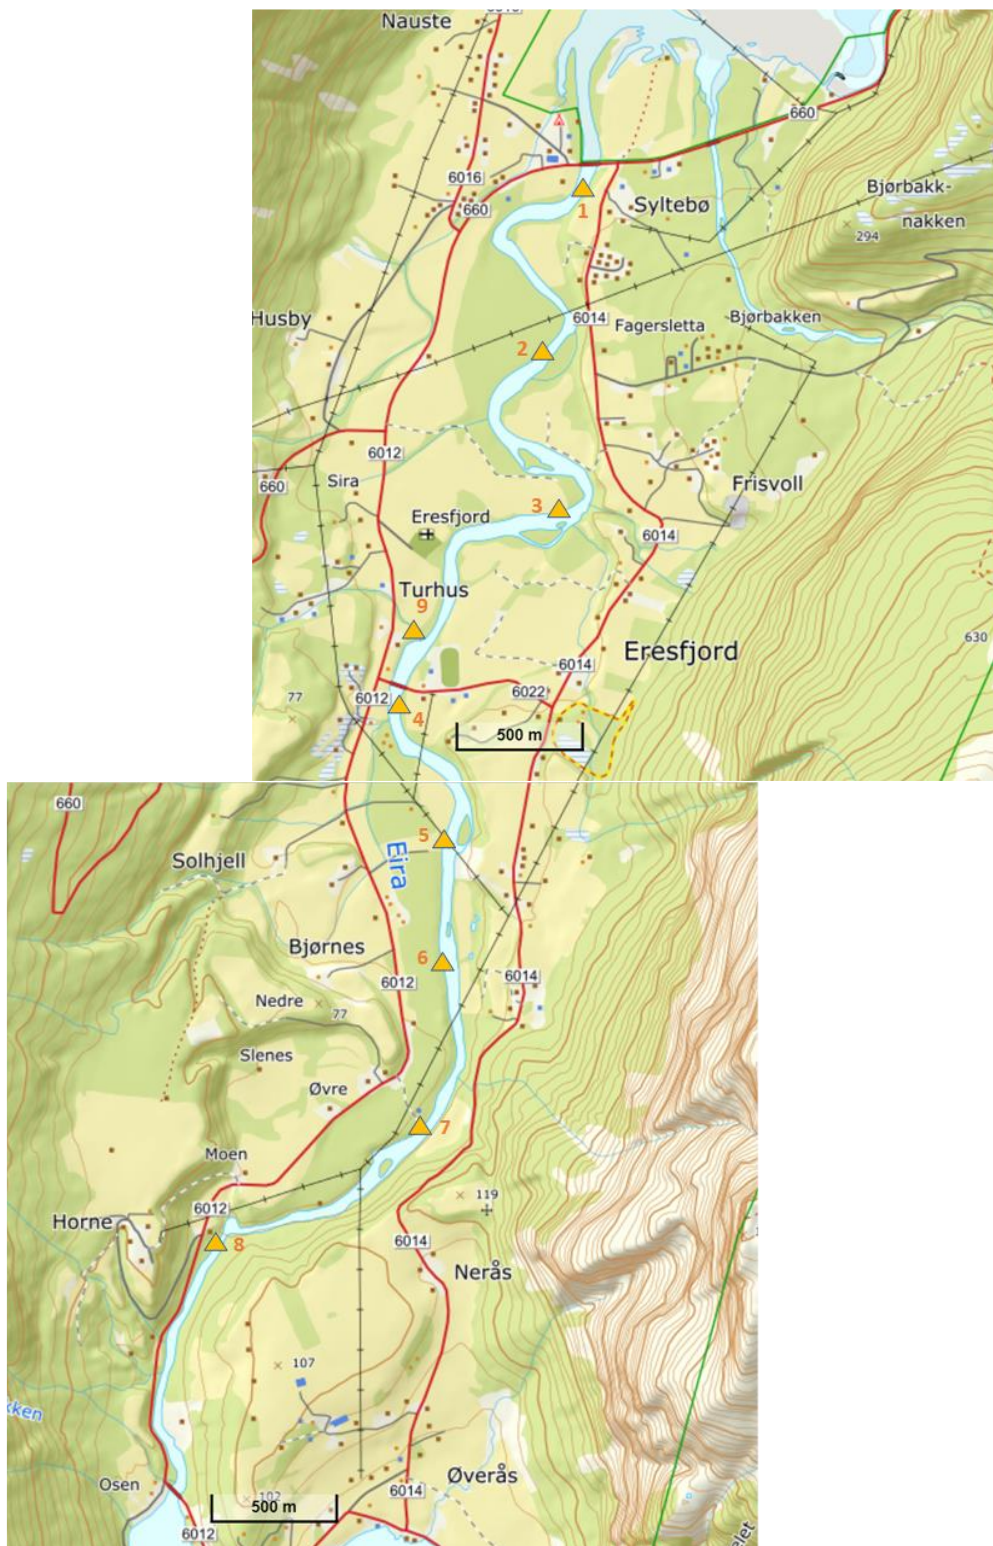 Nauste
660
6016
660
1
Syltebø
Bjørbakk-
nakken
294
Husby
6014
Fagersletta
Bjørbakken
2
6012
660
Sira
Frisvoll
3
Eresfjord
6014
Turhus
9
Eresfjord
630
6014
77
6012
6022
4
500 m
660
5
Solhjell
Eira
Bjørnes
6
6012
6014
Nedre
77
Slenes
Øvre
7
Moen
119
6012
Horne
8
6014
Nerås
107
kken
Øverås
Osen
102
500 m
6014
6012
elet